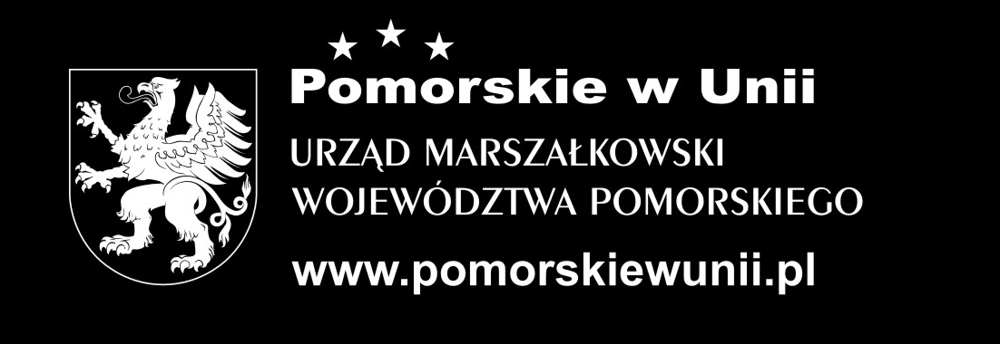 Pomorskie w Unii
URZĄD MARSZAŁKOWSKI
WOJEWÓDZTWA POMORSKIEGO
www.pomorskiewunii.pl